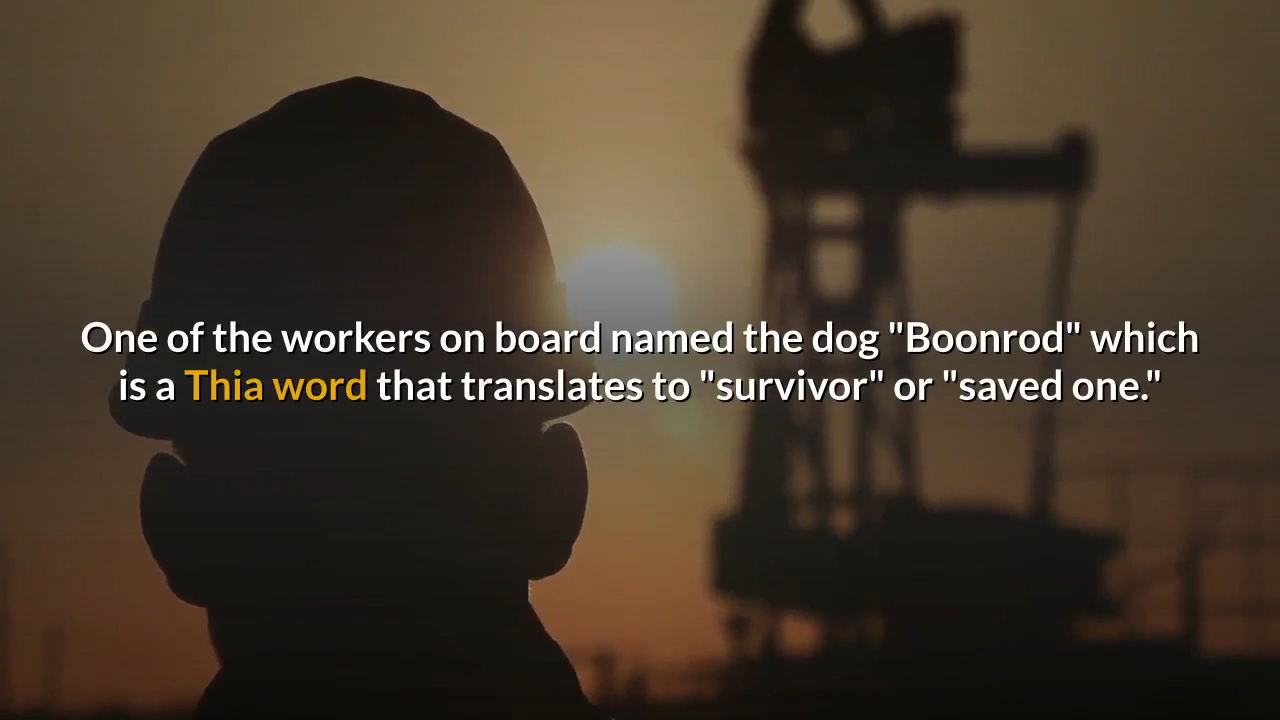 One of the workers on board named the dog "Boonrod" which
is a Thia word that translates to "survivor" or "saved one."